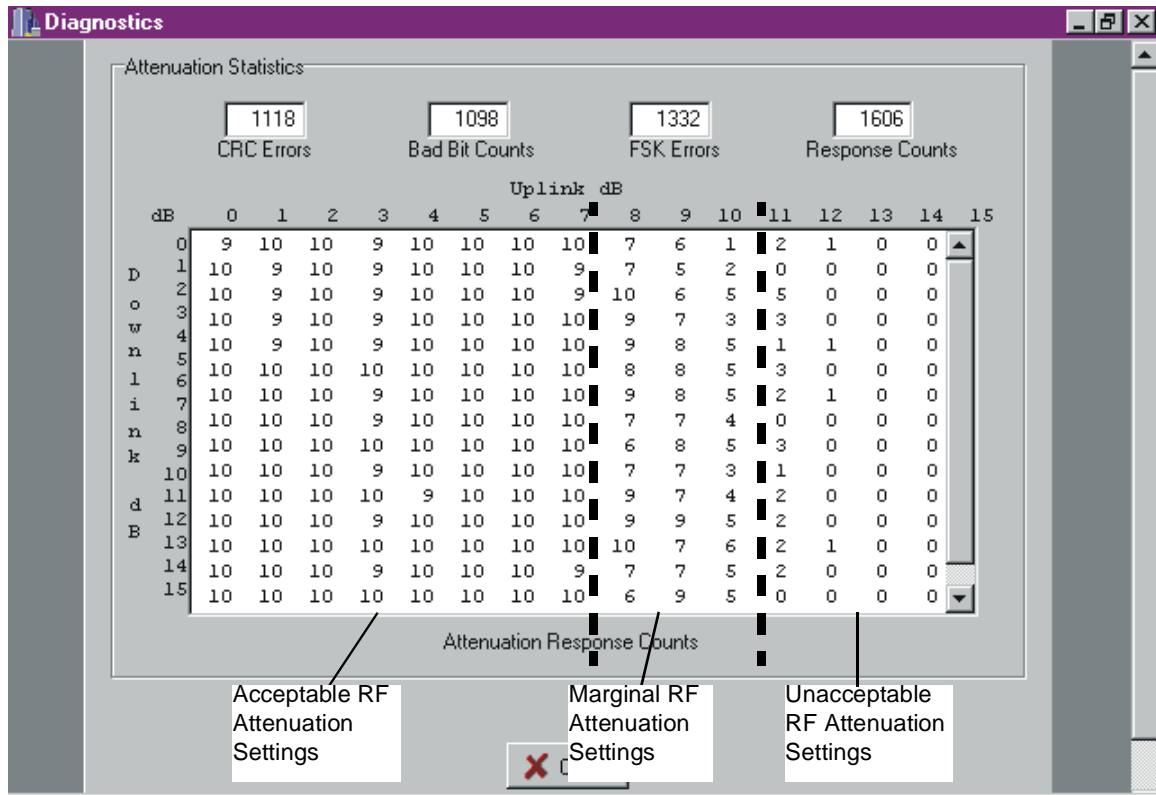 Diagnostics
Attenuation Statistics
1118 1098 1332 1606
CRC Errors Bad Bit Counts FSK Errors Response Counts
Uplink dB
dB 0 1 2 3 4 5 6 7 8 9 10 11 12 13 14 15
Downlink dB
0 1 2 3 4 5 6 7 8 9 10 11 12 13 14 15
9 10 10 9 10 10 10 10 7 6 1 2 1 0 0
10 9 10 9 10 10 10 9 7 5 2 0 0 0 0
10 9 10 9 10 10 10 9 10 6 5 5 0 0 0
10 9 10 9 10 10 10 10 9 7 3 3 0 0 0
10 9 10 9 10 10 10 10 9 8 5 1 1 0 0
10 10 10 10 10 10 10 10 8 8 5 3 0 0 0
10 10 10 9 10 10 10 10 9 8 5 2 1 0 0
10 10 10 9 10 10 10 10 7 7 4 0 0 0 0
10 10 10 10 10 10 10 10 6 8 5 3 0 0 0
10 10 10 9 10 10 10 10 7 7 3 1 0 0 0
10 10 10 10 9 10 10 10 9 7 4 2 0 0 0
10 10 10 9 10 10 10 10 9 9 5 2 0 0 0
10 10 10 10 10 10 10 10 10 7 6 2 1 0 0
10 10 10 9 10 10 10 9 7 7 5 2 0 0 0
10 10 10 10 10 10 10 10 6 9 5 0 0 0 0
Attenuation Response Counts
Acceptable RF
Attenuation
Settings
Marginal RF
Attenuation
Settings
Unacceptable
RF Attenuation
Settings